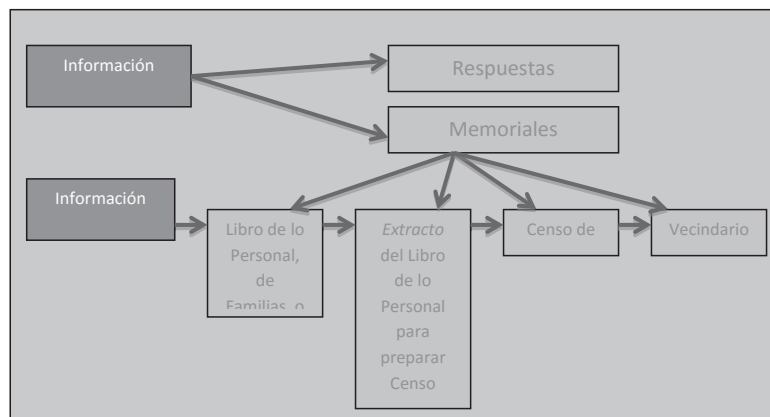 Información
Respuestas
Memoriales
Información
Libro de lo
Personal,
de
Familias, o
Extracto
del Libro
de lo
Personal
para
preparar
Censo
Censo de
Vecindario